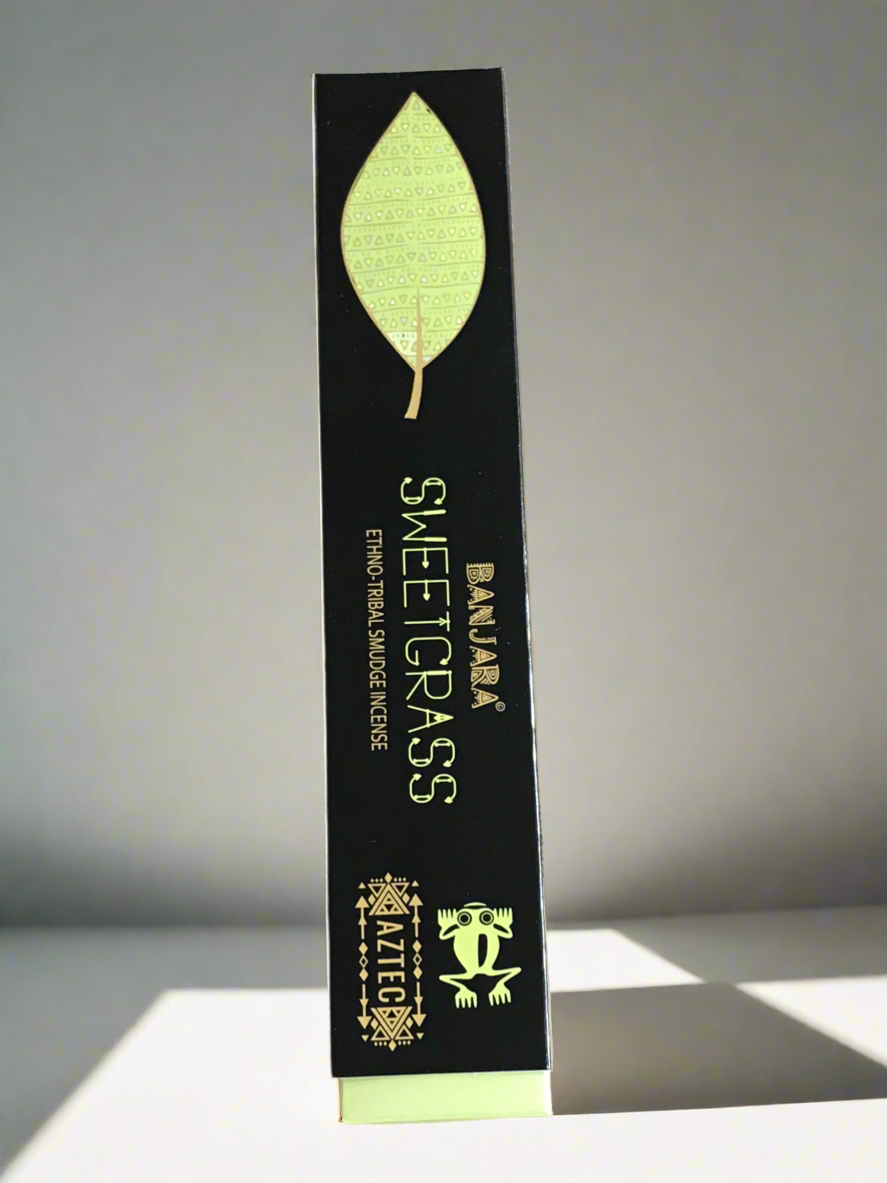 BANJARA©
SWEETGRASS
ETHNO-TRIBAL SMUDGE INCENSE
AZTEC